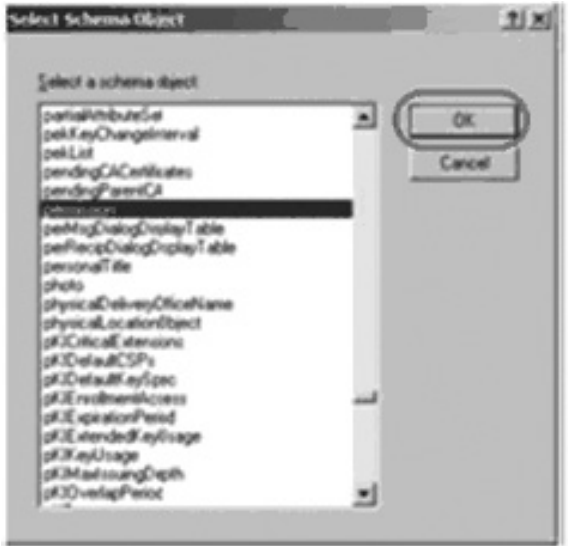 Select Schema Object
Select a schema object:
partialAttributeSet
pekKeyChangeInterval
pekList
pendingCACertificates
pendingParentCA
perMsgDialogDisplayTable
perRecipDialogDisplayTable
personalTitle
photo
physicalDeliveryOfficeName
physicalLocationObject
pKICriticalExtensions
pKIDefaultCSPs
pKIDefaultKeySpec
pKIEnrollmentAccess
pKIExpirationPeriod
pKIExtendedKeyUsage
pKIKeyUsage
pKIMaxIssuingDepth
pKIOverlapPeriod
OK
Cancel